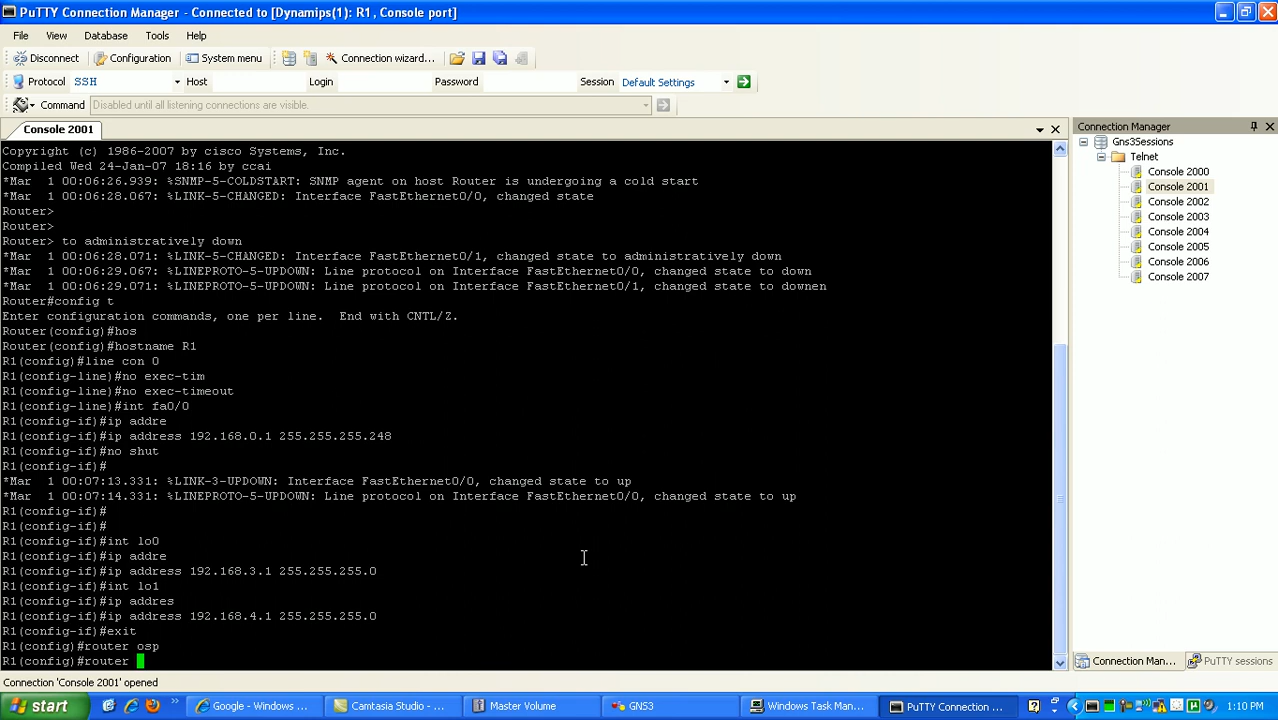 PuTTY Connection Manager - Connected to [Dynamips(1): R1, Console port]
File View Database Tools Help
Disconnect Configuration System menu Connection wizard...
Protocol SSH Host Login Password Session Default Settings
Command Disabled until all listening connections are visible.
Console 2001
Copyright (c) 1986-2007 by cisco Systems, Inc.
Compiled Wed 24-Jan-07 18:16 by ccai
*Mar  1 00:06:26.939: %SNMP-5-COLDSTART: SNMP agent on host Router is undergoing a cold start
*Mar  1 00:06:28.067: %LINK-5-CHANGED: Interface FastEthernet0/0, changed state
Router>
Router>
Router> to administratively down
*Mar  1 00:06:28.071: %LINK-5-CHANGED: Interface FastEthernet0/1, changed state to administratively down
*Mar  1 00:06:29.067: %LINEPROTO-5-UPDOWN: Line protocol on Interface FastEthernet0/0, changed state to down
*Mar  1 00:06:29.071: %LINEPROTO-5-UPDOWN: Line protocol on Interface FastEthernet0/1, changed state to downen
Router#config t
Enter configuration commands, one per line.  End with CNTL/Z.
Router(config)#hos
Router(config)#hostname R1
R1(config)#line con 0
R1(config-line)#no exec-tim
R1(config-line)#no exec-timeout
R1(config-line)#int fa0/0
R1(config-if)#ip addre
R1(config-if)#ip address 192.168.0.1 255.255.255.248
R1(config-if)#no shut
R1(config-if)#
*Mar  1 00:07:13.331: %LINK-3-UPDOWN: Interface FastEthernet0/0, changed state to up
*Mar  1 00:07:14.331: %LINEPROTO-5-UPDOWN: Line protocol on Interface FastEthernet0/0, changed state to up
R1(config-if)#
R1(config-if)#
R1(config-if)#int lo0
R1(config-if)#ip addre
R1(config-if)#ip address 192.168.3.1 255.255.255.0
R1(config-if)#int lo1
R1(config-if)#ip addres
R1(config-if)#ip address 192.168.4.1 255.255.255.0
R1(config-if)#exit
R1(config)#router osp
R1(config)#router
Connection Manager
Gns3Sessions
Telnet
Console 2000
Console 2001
Console 2002
Console 2003
Console 2004
Console 2005
Console 2006
Console 2007
Connection Man... PuTTY sessions
Connection 'Console 2001' opened
start Google - Windows ... Camtasia Studio - ... Master Volume GNS3 Windows Task Man... PuTTY Connection ... 1:10 PM